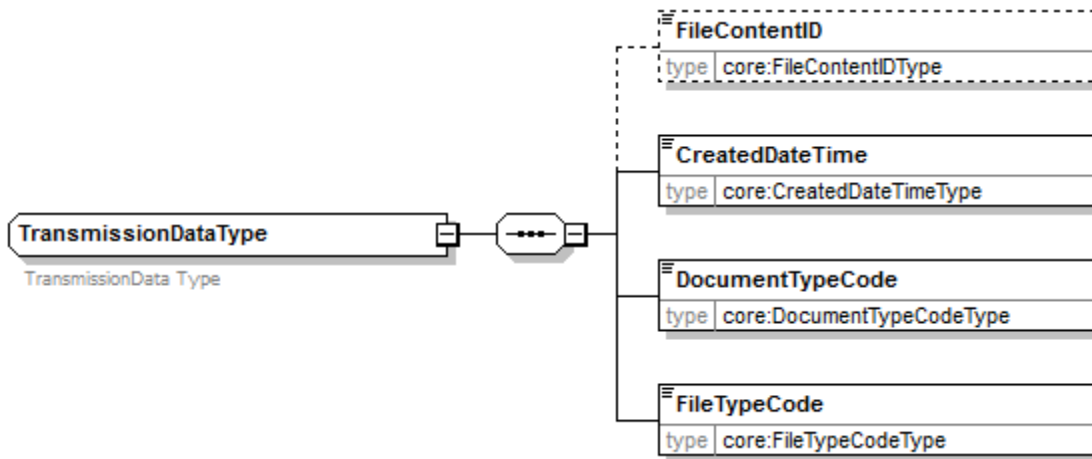 FileContentID
type core:FileContentIDType
CreatedDateTime
type core:CreatedDateTimeType
TransmissionDataType
TransmissionData Type
DocumentTypeCode
type core:DocumentTypeCodeType
FileTypeCode
type core:FileTypeCodeType